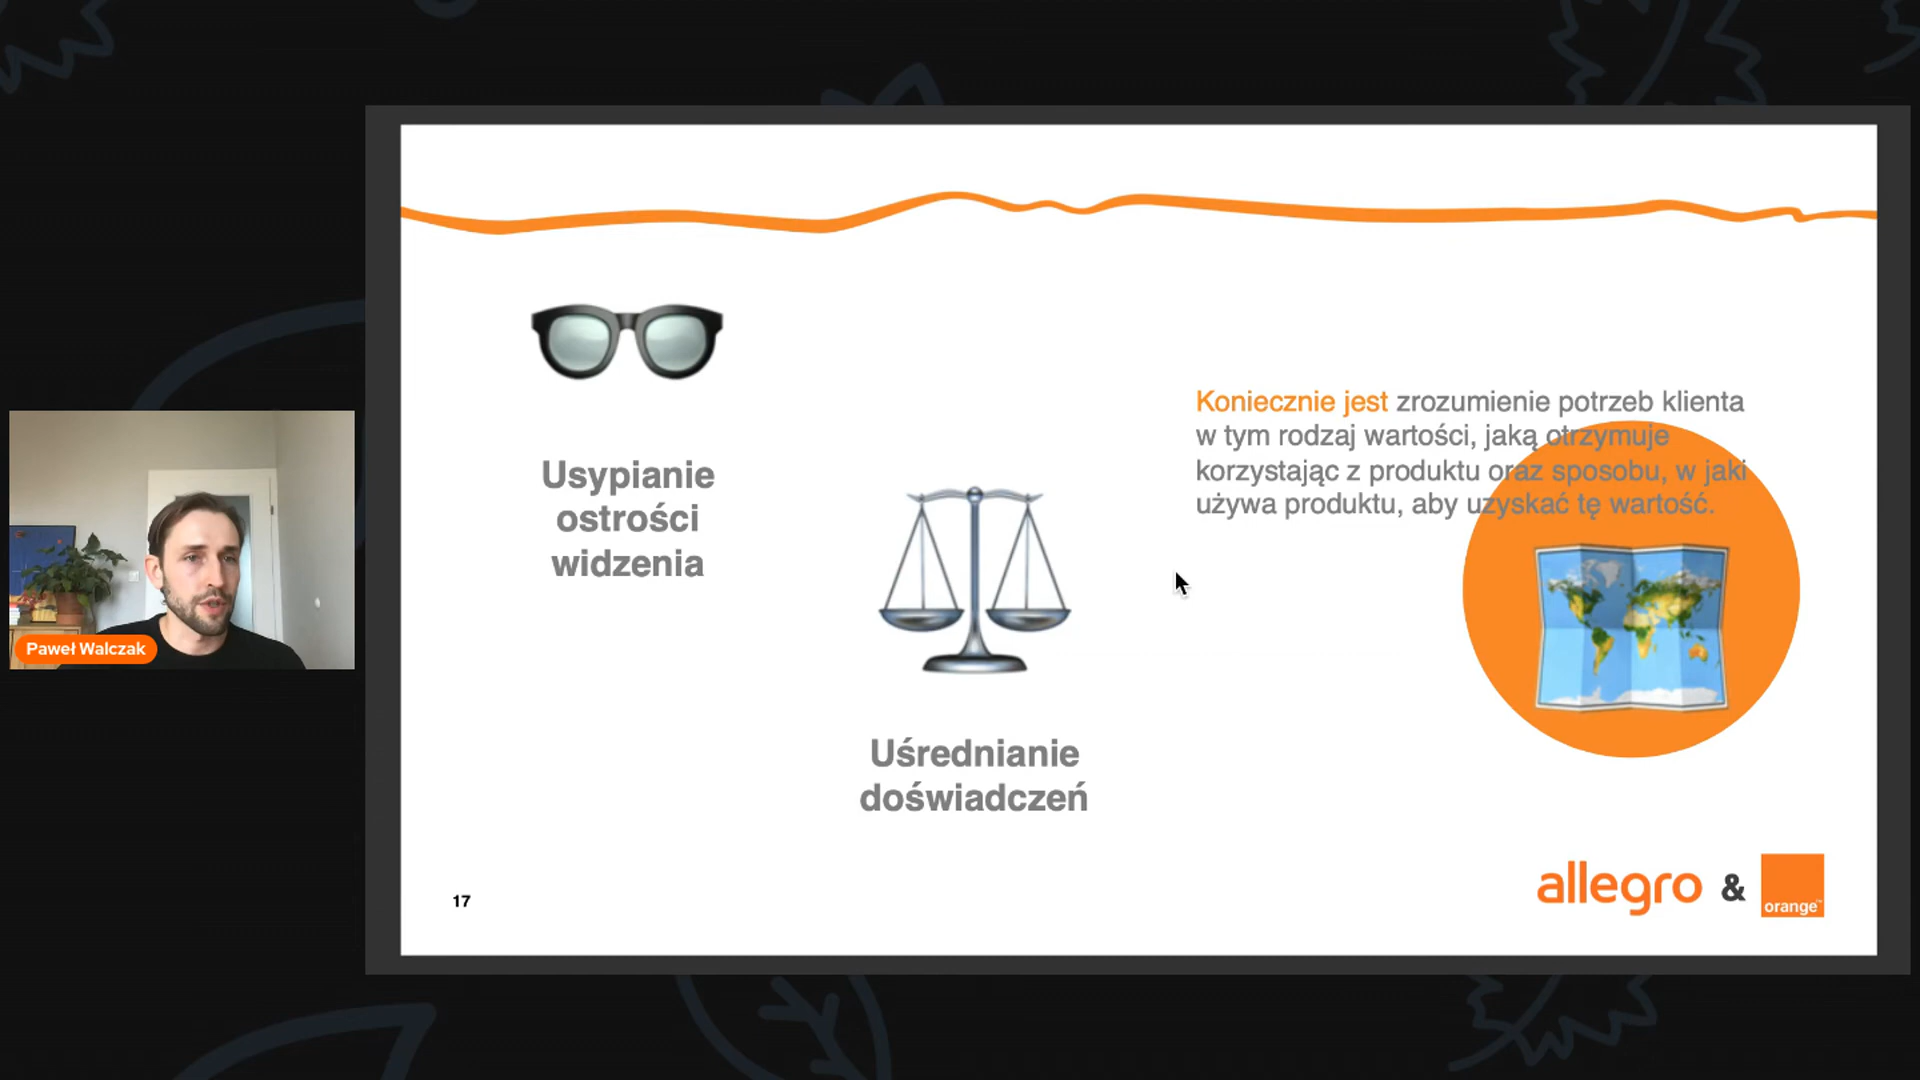 Usypianie
ostrości
widzenia
Uśrednianie
doświadczeń
Koniecznie jest zrozumienie potrzeb klienta
w tym rodzaj wartości, jaką otrzymuje
korzystając z produktu oraz sposobu, w jaki
używa produktu, aby uzyskać tę wartość.
Paweł Walczak
17
allegro & orange™